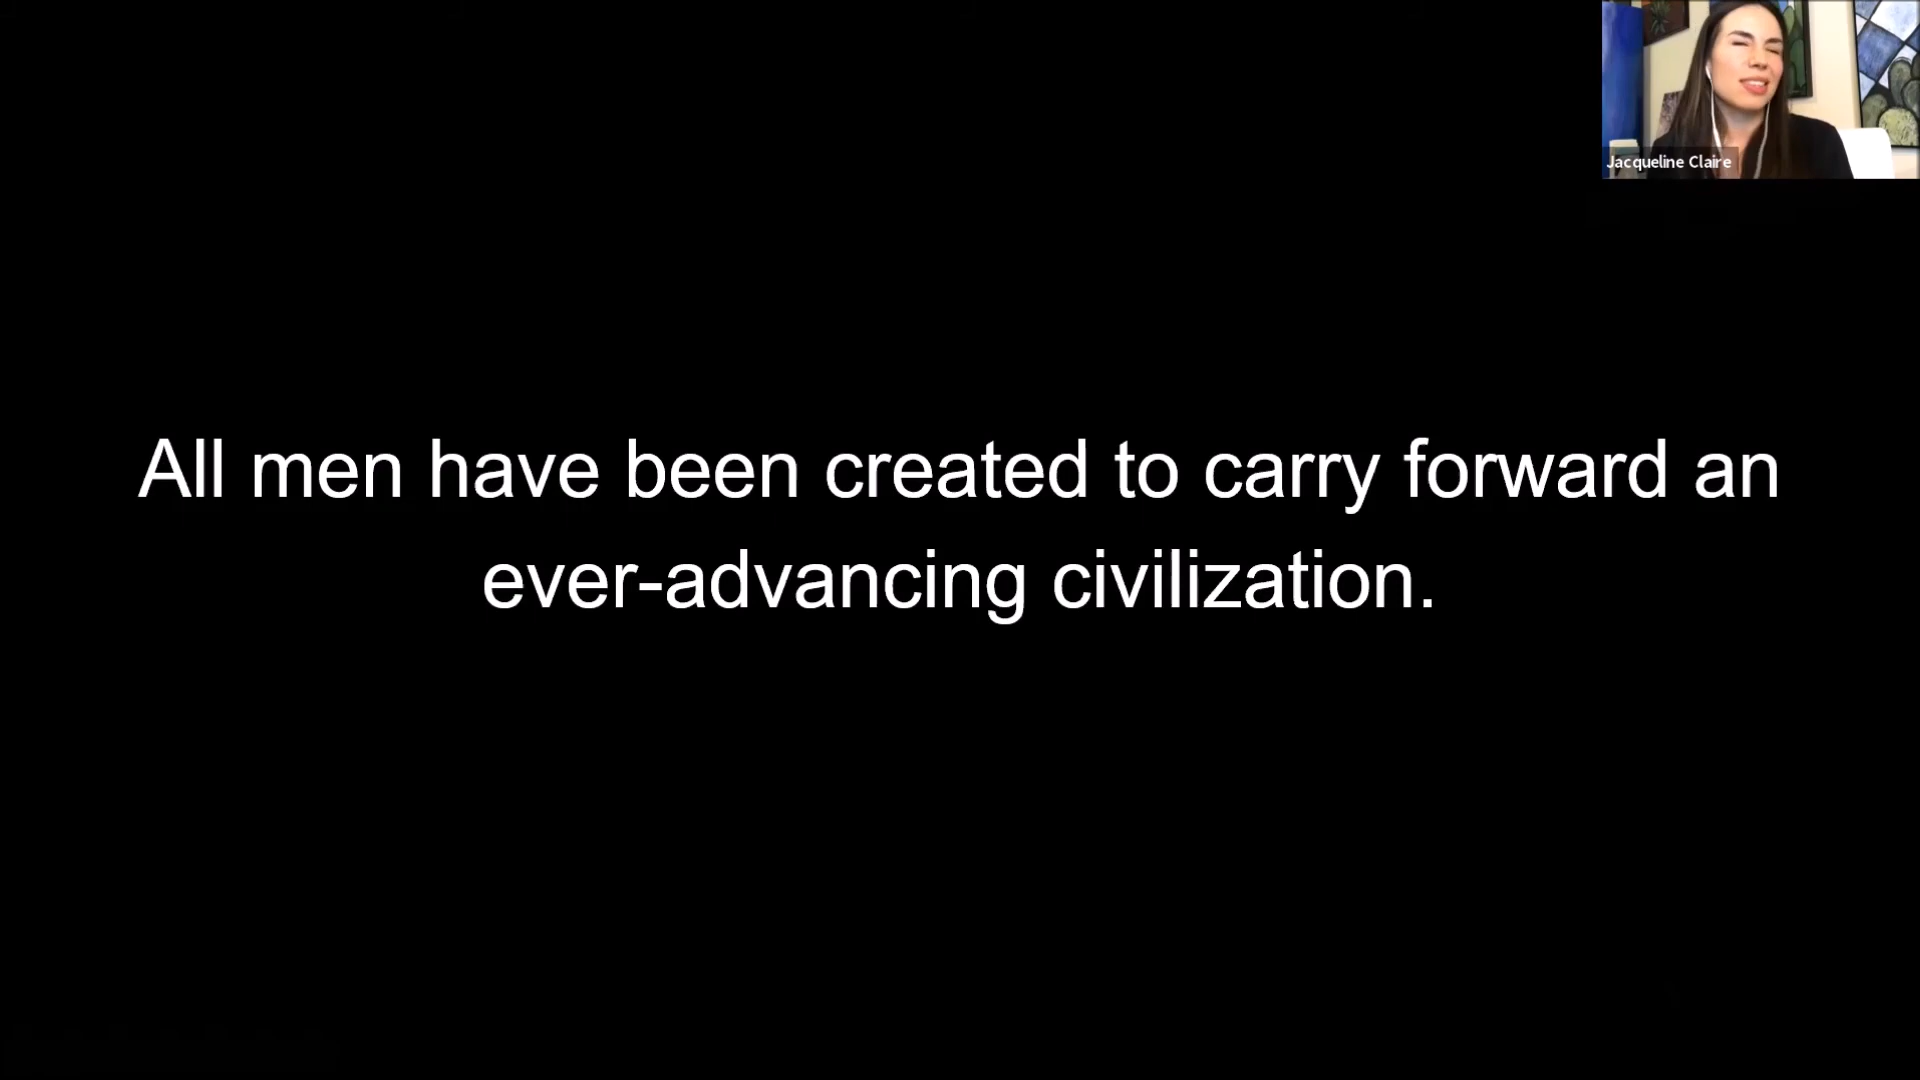 Jacqueline Claire
All men have been created to carry forward an
ever-advancing civilization.